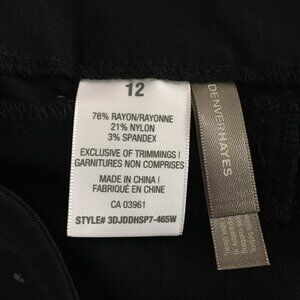 12
76% RAYON/RAYONNE
21% NYLON
3% SPANDEX
EXCLUSIVE OF TRIMMINGS |
GARNITURES NON COMPRISES
MADE IN CHINA |
FABRIQUÉ EN CHINE
CA 03961
STYLE# 3DJDDHSP7-465W
DENVERHAYES